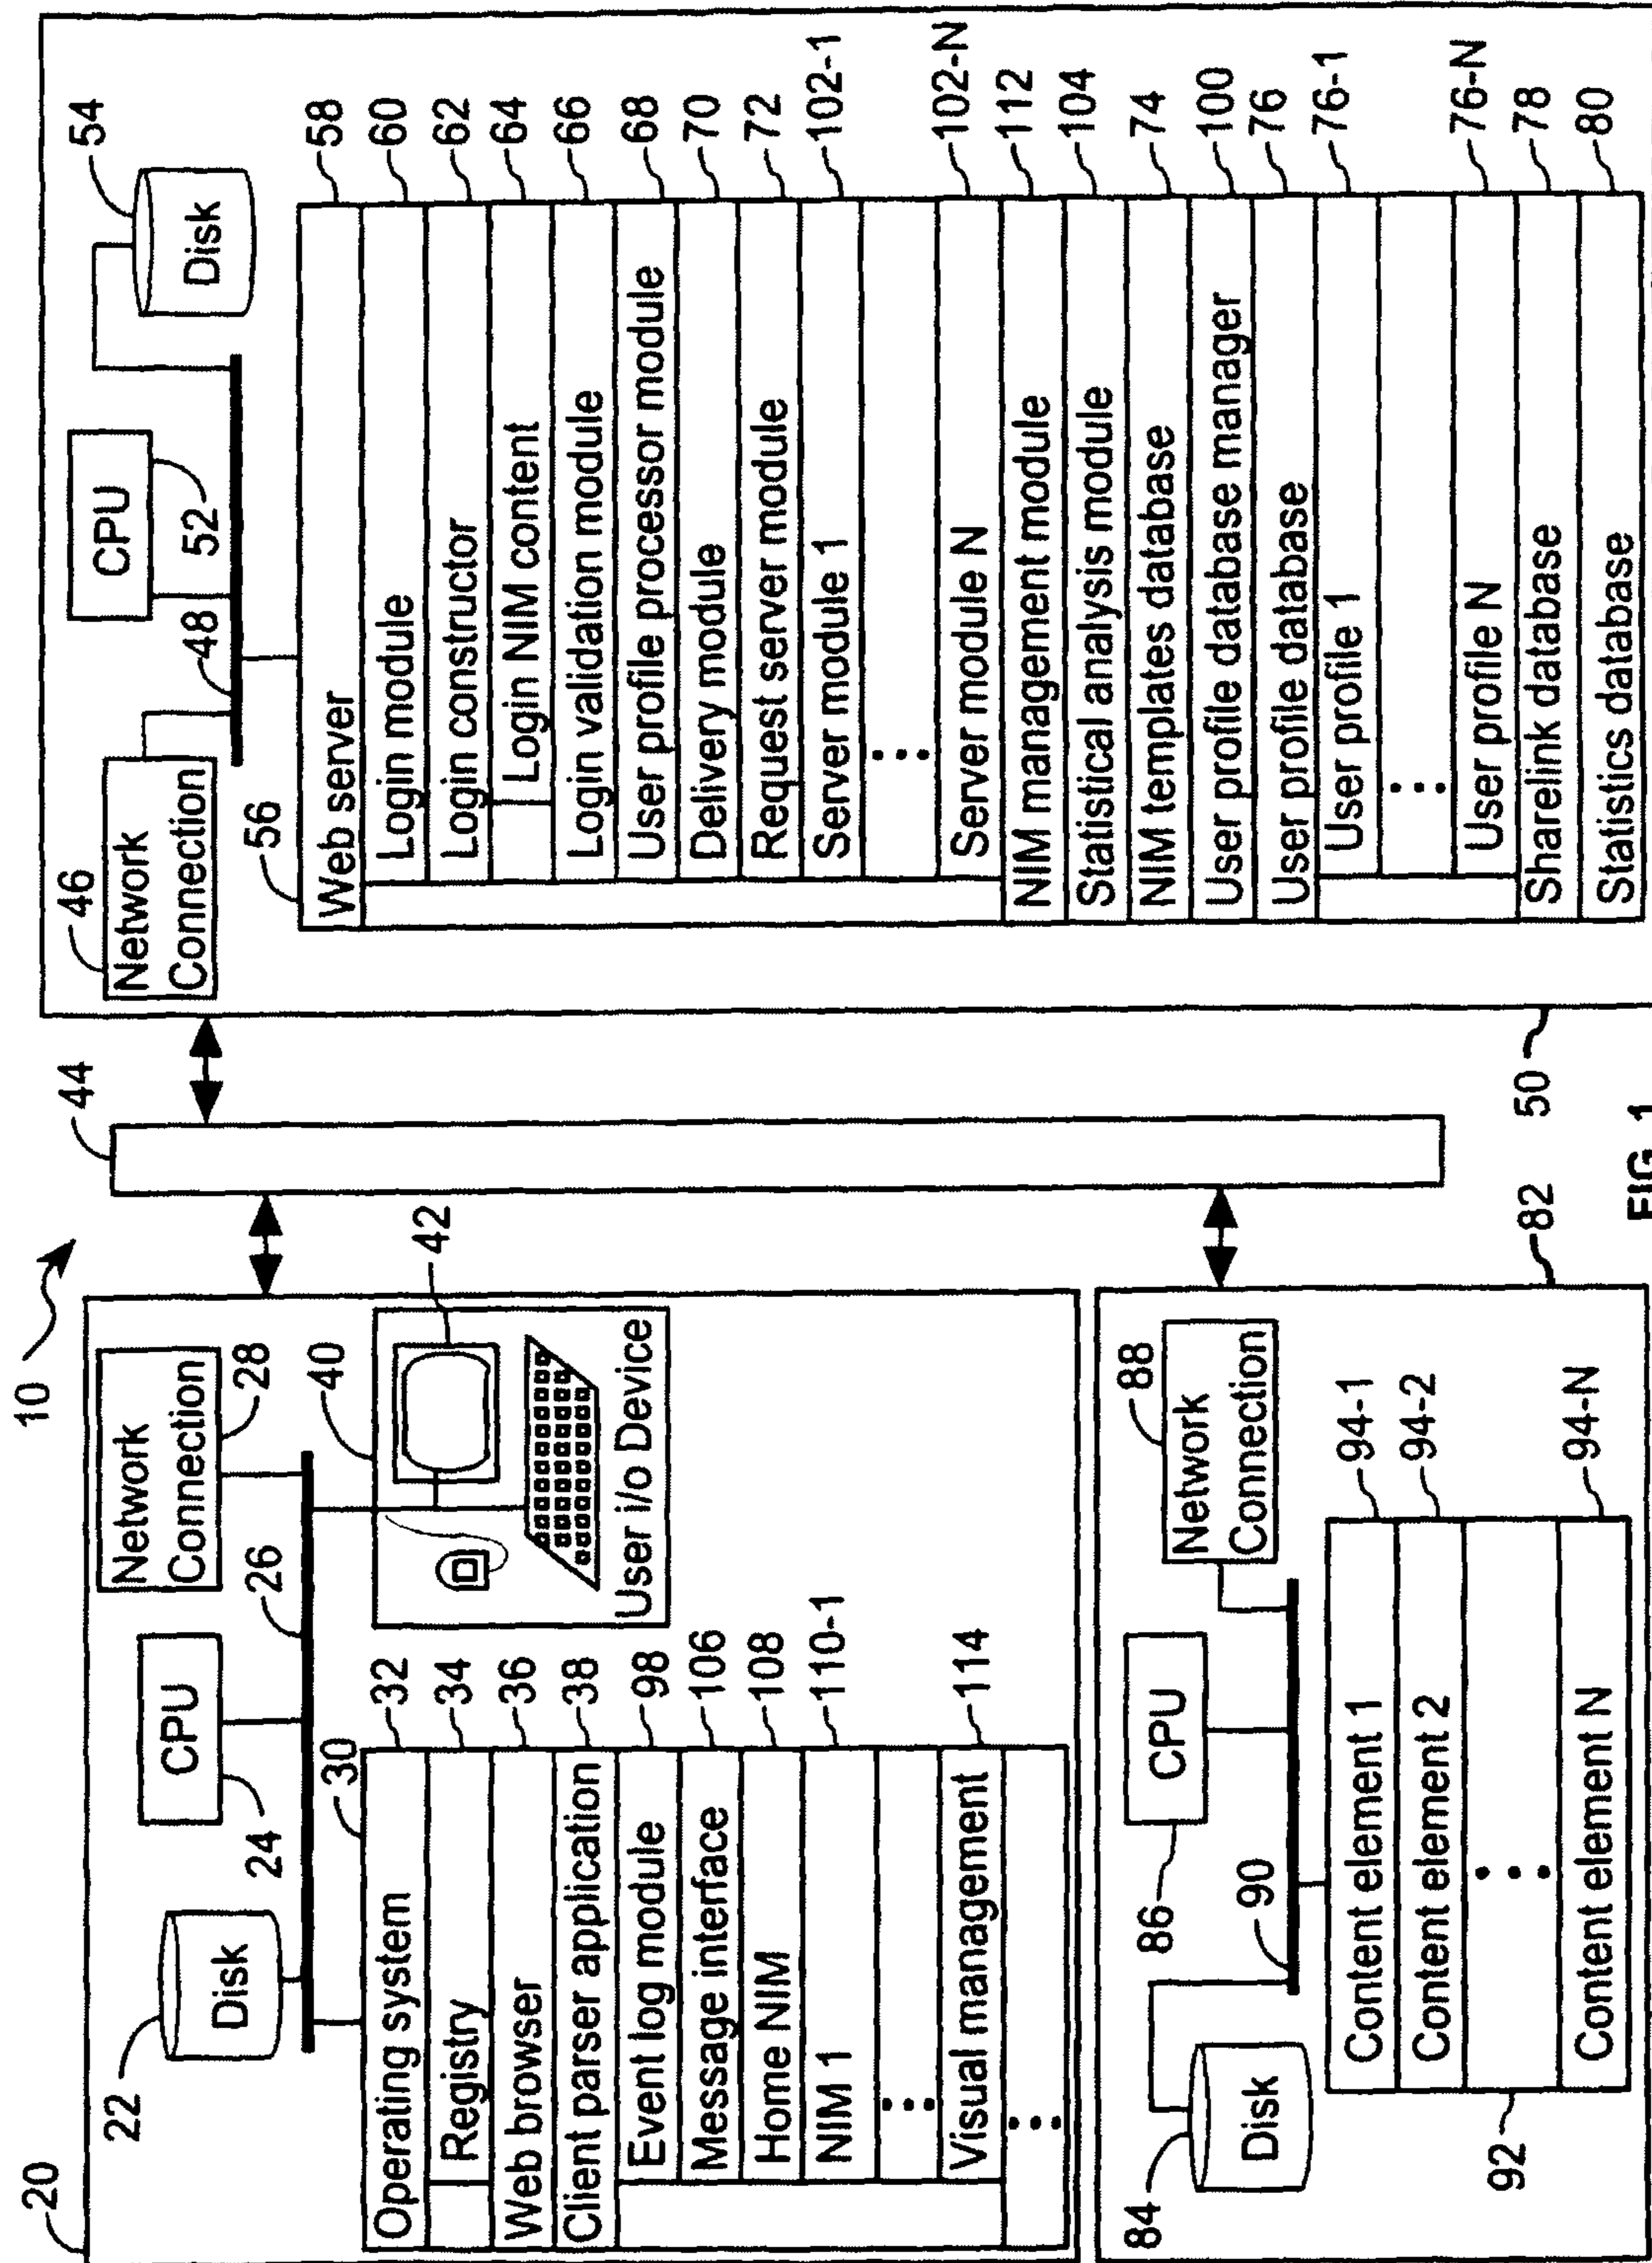 10
20
22
Disk
24
CPU
26
Network
Connection
28
30
Operating system
32
Registry
34
Web browser
36
Client parser application
38
Event log module
98
Message interface
106
Home NIM
108
NIM 1
110-1
...
Visual management
114
...
40
42
User i/o Device
44
84
Disk
86
CPU
88
Network
Connection
90
92
Content element 1
94-1
Content element 2
94-2
...
Content element N
94-N
82
46
Network
Connection
48
CPU
52
54
Disk
56
Web server
58
Login module
60
Login constructor
62
Login NIM content
64
Login validation module
66
User profile processor module
68
Delivery module
70
Request server module
72
Server module 1
102-1
...
Server module N
102-N
NIM management module
112
Statistical analysis module
104
NIM templates database
74
User profile database manager
100
User profile database
76
User profile 1
76-1
...
User profile N
76-N
Sharelink database
78
Statistics database
80
50
FIG. 1